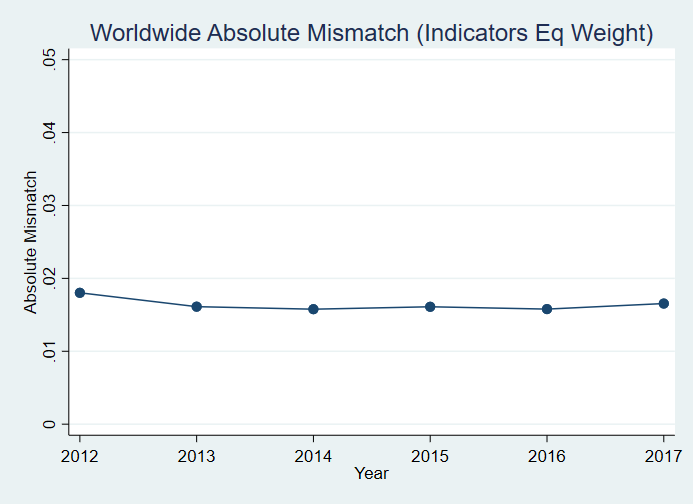 Worldwide Absolute Mismatch (Indicators Eq Weight)
Absolute Mismatch
.05
.04
.03
.02
.01
0
2012 2013 2014 2015 2016 2017
Year